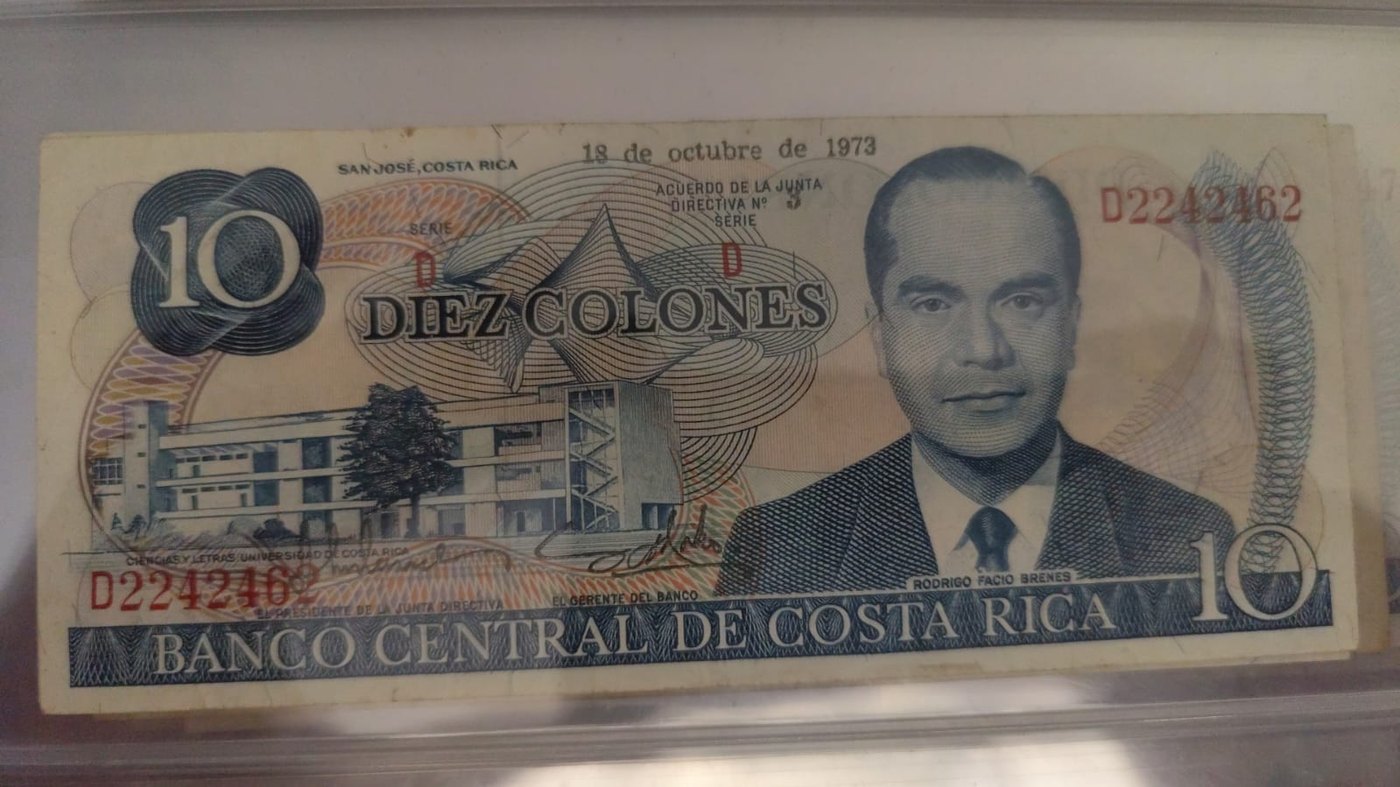 18 de octubre de 1973
SAN JOSÉ, COSTA RICA
10
ACUERDO DE LA JUNTA
DIRECTIVA Nº 3
SERIE
D
SERIE
D
D2242462
DIEZ COLONES
CIENCIAS Y LETRAS UNIVERSIDAD DE COSTA RICA
D2242462
EL PRESIDENTE DE LA JUNTA DIRECTIVA
EL GERENTE DEL BANCO
RODRIGO FACIO BRENES
10
BANCO CENTRAL DE COSTA RICA